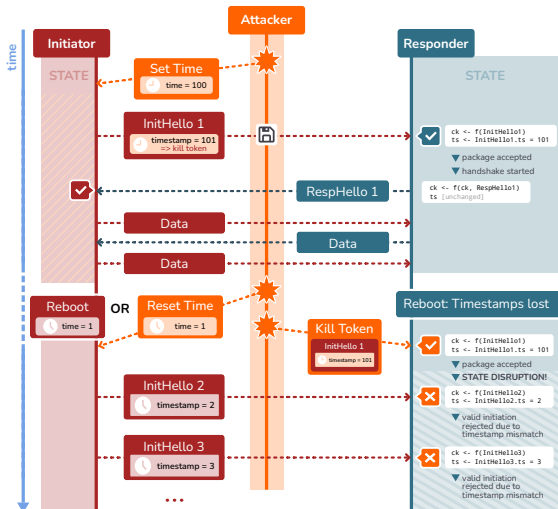 Attacker
Initiator
Responder
time
STATE
STATE
Set Time
time = 100
InitHello 1
timestamp = 101
=> kill token
ck <- f(InitHello1)
ts <- InitHello1.ts = 101
package accepted
handshake started
RespHello 1
ck <- f(ck, RespHello1)
ts [unchanged]
Data
Data
Data
Reboot
time = 1
OR
Reset Time
time = 1
Reboot: Timestamps lost
Kill Token
InitHello 1
timestamp = 101
ck <- f(InitHello1)
ts <- InitHello1.ts = 101
package accepted
STATE DISRUPTION!
InitHello 2
timestamp = 2
ck <- f(InitHello2)
ts <- InitHello2.ts = 2
valid initiation
rejected due to
timestamp mismatch
InitHello 3
timestamp = 3
ck <- f(InitHello3)
ts <- InitHello3.ts = 3
valid initiation
rejected due to
timestamp mismatch
...